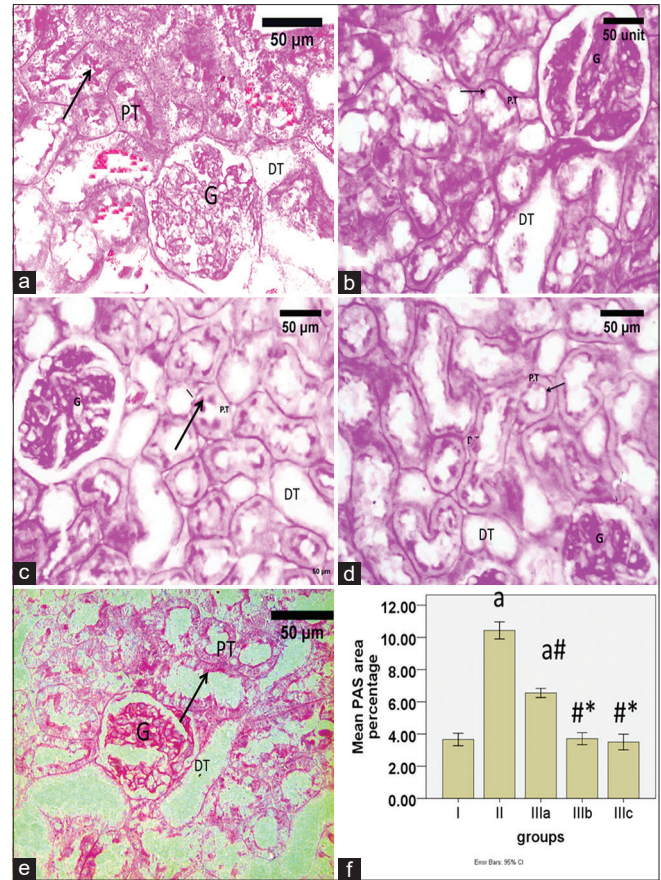 50 µm
PT
G
DT
a
50 unit
G
P.T
DT
b
50 µm
G
P.T
DT
c
50 µm
50 µm
P.T
DT
G
d
50 µm
PT
G
DT
e
12.00
10.00
8.00
6.00
4.00
2.00
0.00
Mean PAS area
percentage
a
a#
#*
#*
I II IIIa IIIb IIIc
groups
Error Bars: 95% CI
f